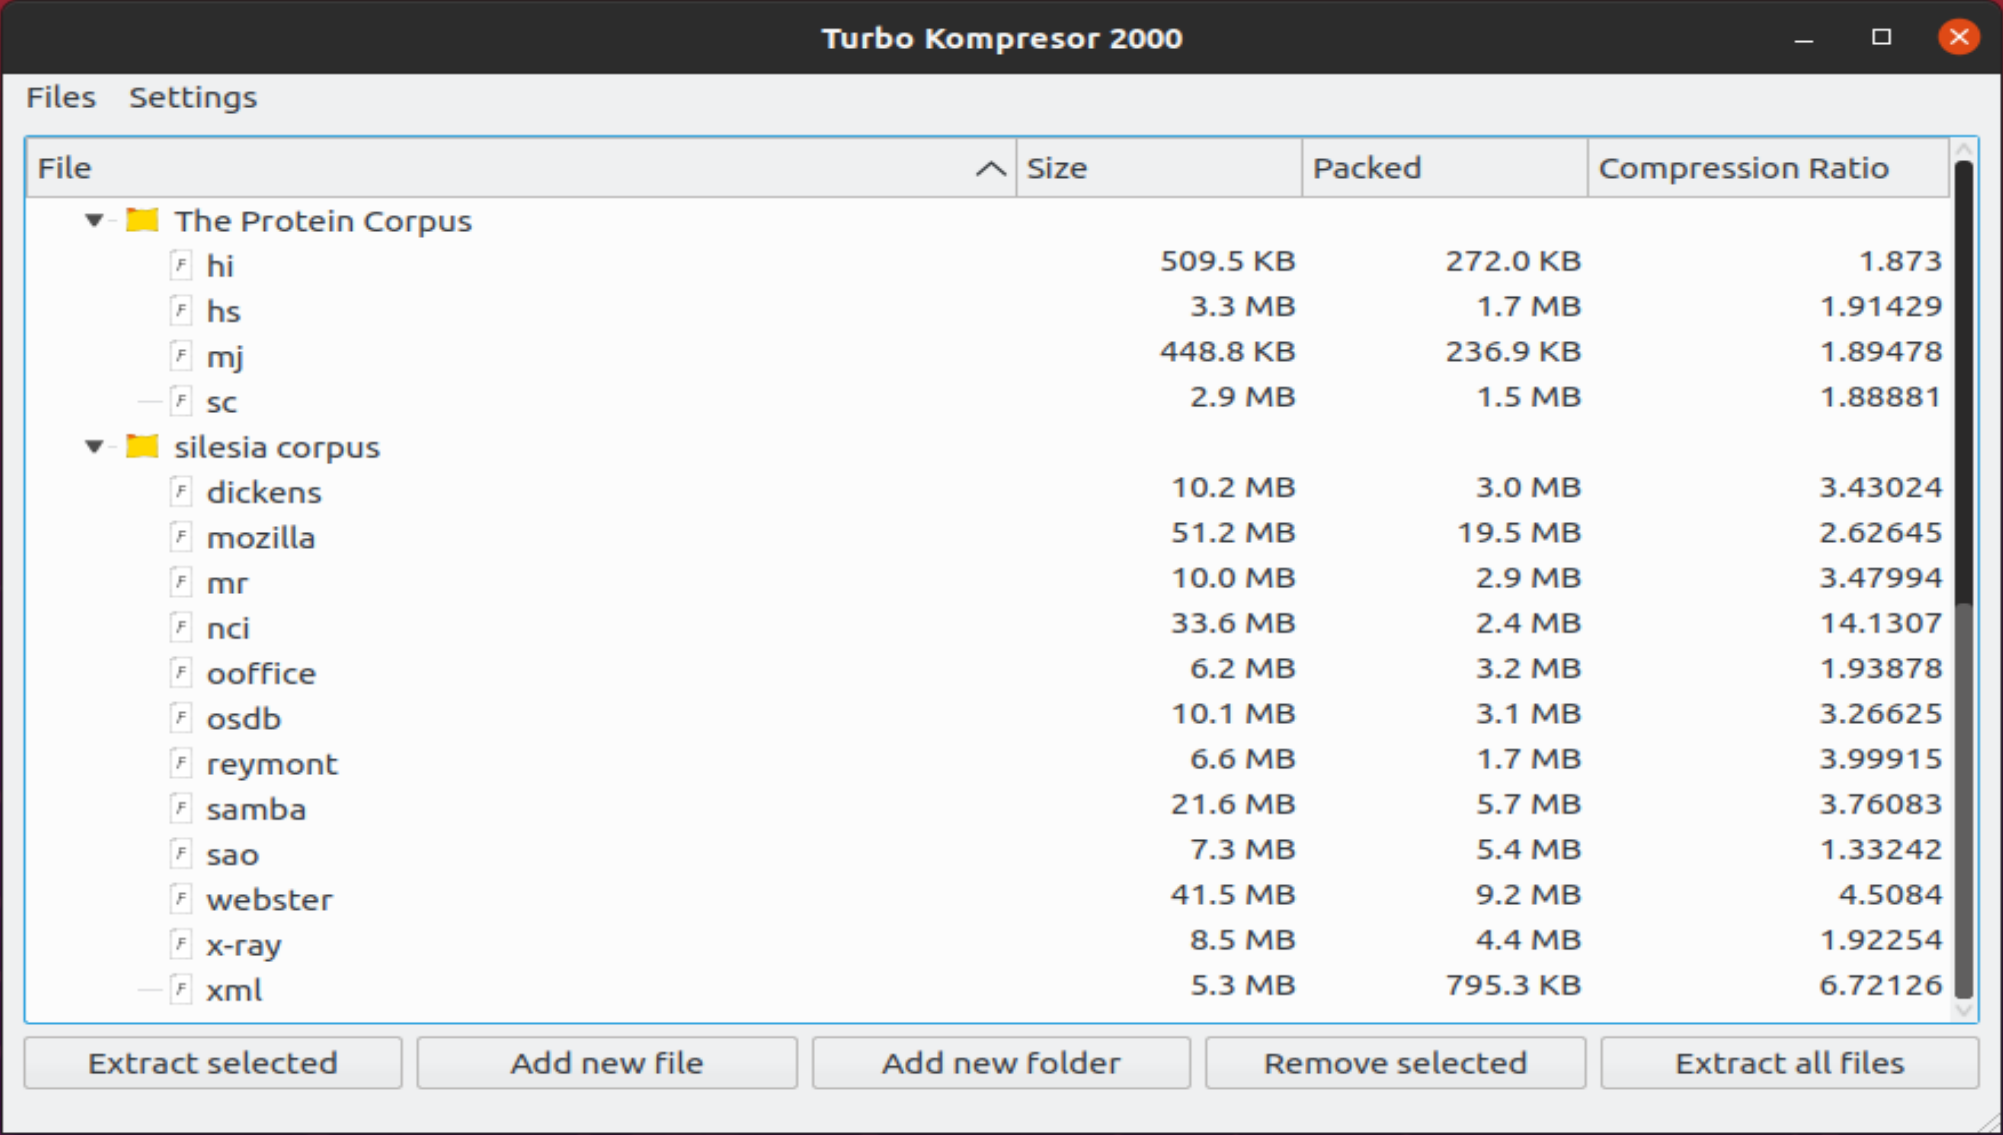 Turbo Kompresor 2000
Files Settings
File Size Packed Compression Ratio
The Protein Corpus
hi 509.5 KB 272.0 KB 1.873
hs 3.3 MB 1.7 MB 1.91429
mj 448.8 KB 236.9 KB 1.89478
sc 2.9 MB 1.5 MB 1.88881
silesia corpus
dickens 10.2 MB 3.0 MB 3.43024
mozilla 51.2 MB 19.5 MB 2.62645
mr 10.0 MB 2.9 MB 3.47994
nci 33.6 MB 2.4 MB 14.1307
ooffice 6.2 MB 3.2 MB 1.93878
osdb 10.1 MB 3.1 MB 3.26625
reymont 6.6 MB 1.7 MB 3.99915
samba 21.6 MB 5.7 MB 3.76083
sao 7.3 MB 5.4 MB 1.33242
webster 41.5 MB 9.2 MB 4.5084
x-ray 8.5 MB 4.4 MB 1.92254
xml 5.3 MB 795.3 KB 6.72126
Extract selected Add new file Add new folder Remove selected Extract all files